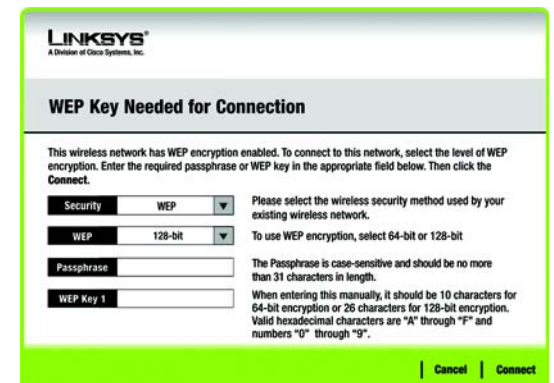 LINKSYS®
A Division of Cisco Systems, Inc.
WEP Key Needed for Connection
This wireless network has WEP encryption enabled. To connect to this network, select the level of WEP
encryption. Enter the required passphrase or WEP key in the appropriate field below. Then click the
Connect.
Security WEP
Please select the wireless security method used by your
existing wireless network.
WEP 128-bit
To use WEP encryption, select 64-bit or 128-bit
Passphrase
The Passphrase is case-sensitive and should be no more
than 31 characters in length.
WEP Key 1
When entering this manually, it should be 10 characters for
64-bit encryption or 26 characters for 128-bit encryption.
Valid hexadecimal characters are "A" through "F" and
numbers "0" through "9".
Cancel Connect